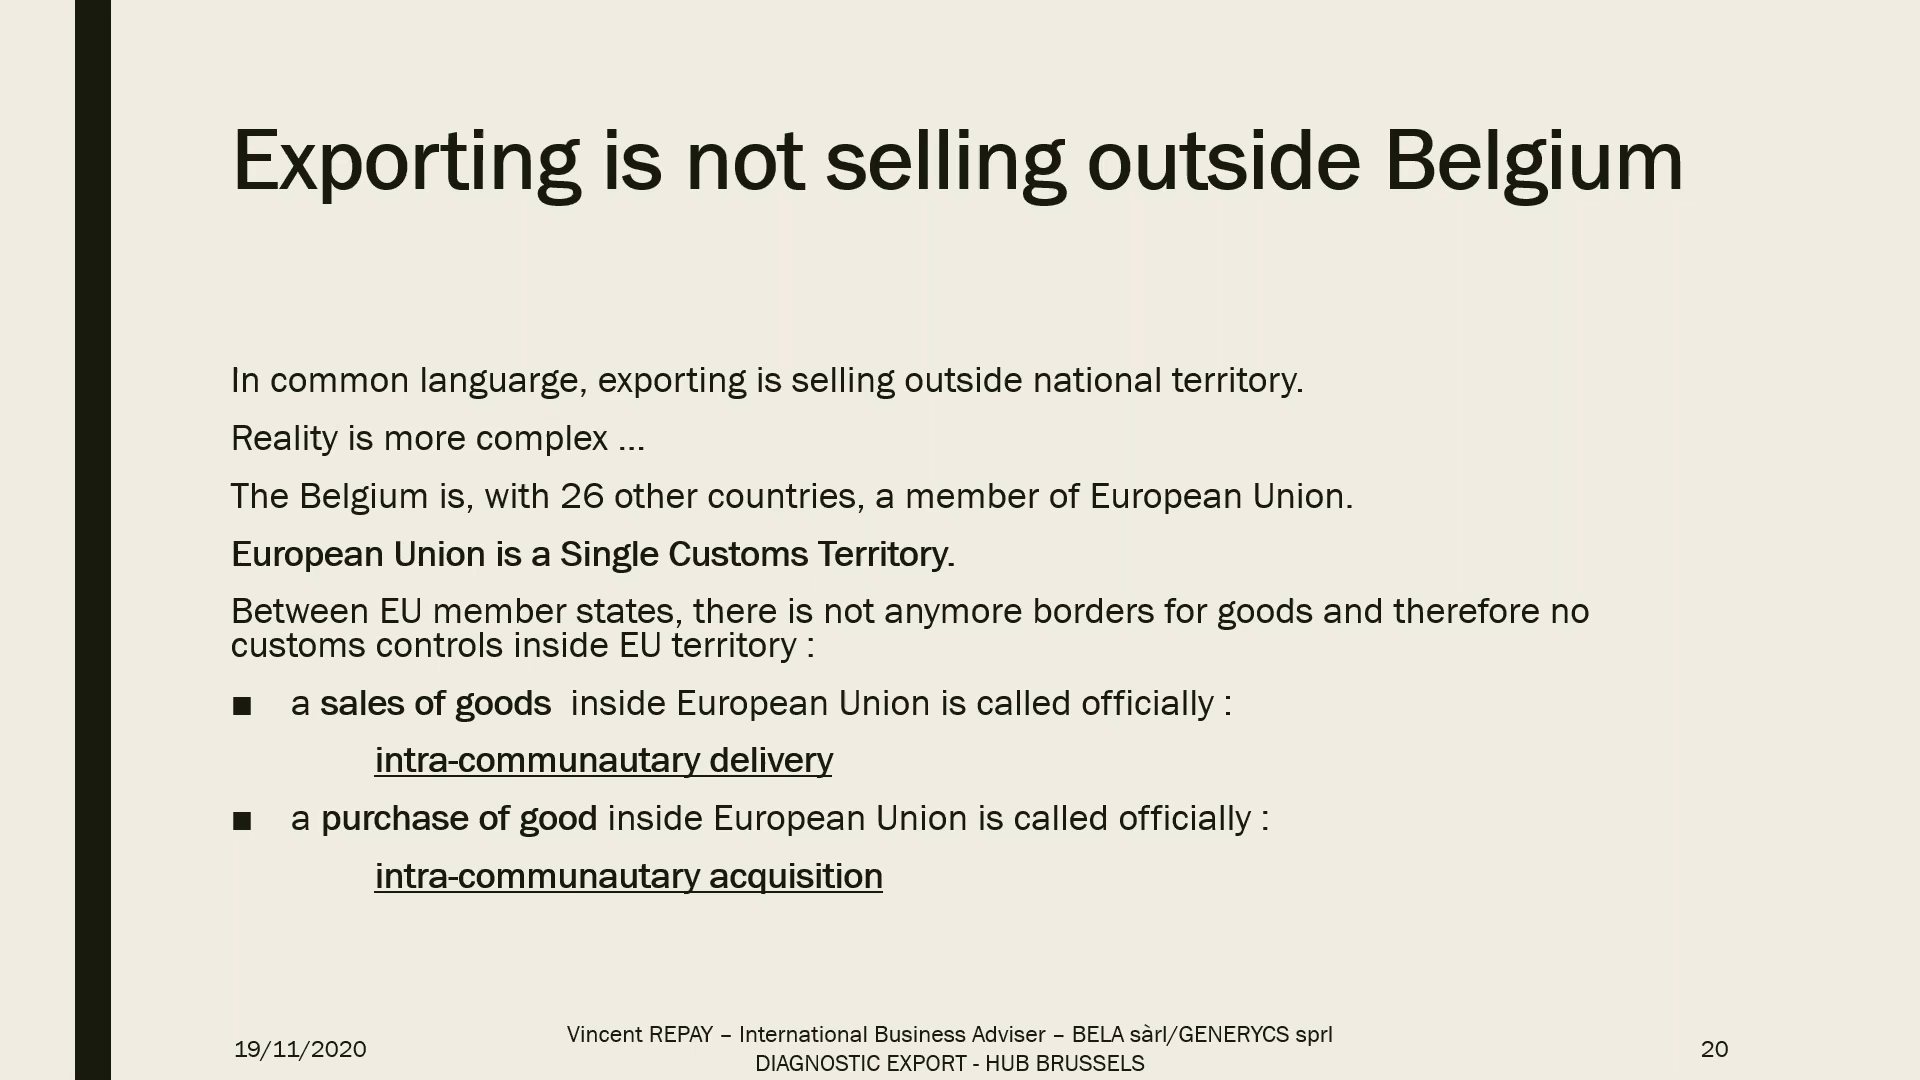 Exporting is not selling outside Belgium
In common languarge, exporting is selling outside national territory.
Reality is more complex ...
The Belgium is, with 26 other countries, a member of European Union.
European Union is a Single Customs Territory.
Between EU member states, there is not anymore borders for goods and therefore no
customs controls inside EU territory :
■ a sales of goods  inside European Union is called officially :
intra-communautary delivery
■ a purchase of good inside European Union is called officially :
intra-communautary acquisition
19/11/2020
Vincent REPAY – International Business Adviser – BELA sàrl/GENERYCS sprl
DIAGNOSTIC EXPORT - HUB BRUSSELS
20